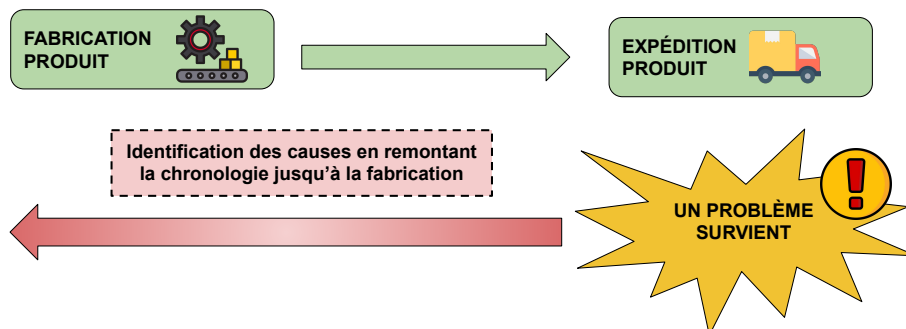 FABRICATION
PRODUIT
EXPÉDITION
PRODUIT
Identification des causes en remontant
la chronologie jusqu'à la fabrication
UN PROBLÈME
SURVIENT